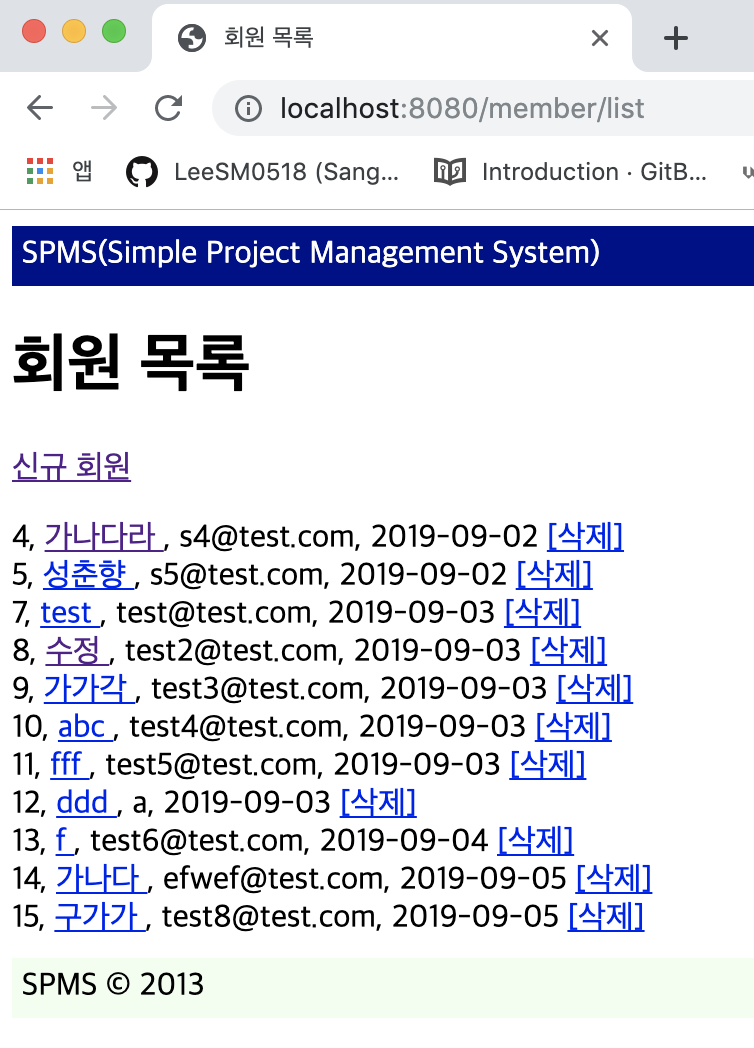 회원 목록
localhost:8080/member/list
앱 LeeSM0518 (Sang... Introduction · GitB...
SPMS(Simple Project Management System)
회원 목록
신규 회원
4, 가나다라 , s4@test.com, 2019-09-02 [삭제]
5, 성춘향 , s5@test.com, 2019-09-02 [삭제]
7, test , test@test.com, 2019-09-03 [삭제]
8, 수정 , test2@test.com, 2019-09-03 [삭제]
9, 가가각 , test3@test.com, 2019-09-03 [삭제]
10, abc , test4@test.com, 2019-09-03 [삭제]
11, fff , test5@test.com, 2019-09-03 [삭제]
12, ddd , a, 2019-09-03 [삭제]
13, f , test6@test.com, 2019-09-04 [삭제]
14, 가나다 , efwef@test.com, 2019-09-05 [삭제]
15, 구가가 , test8@test.com, 2019-09-05 [삭제]
SPMS © 2013